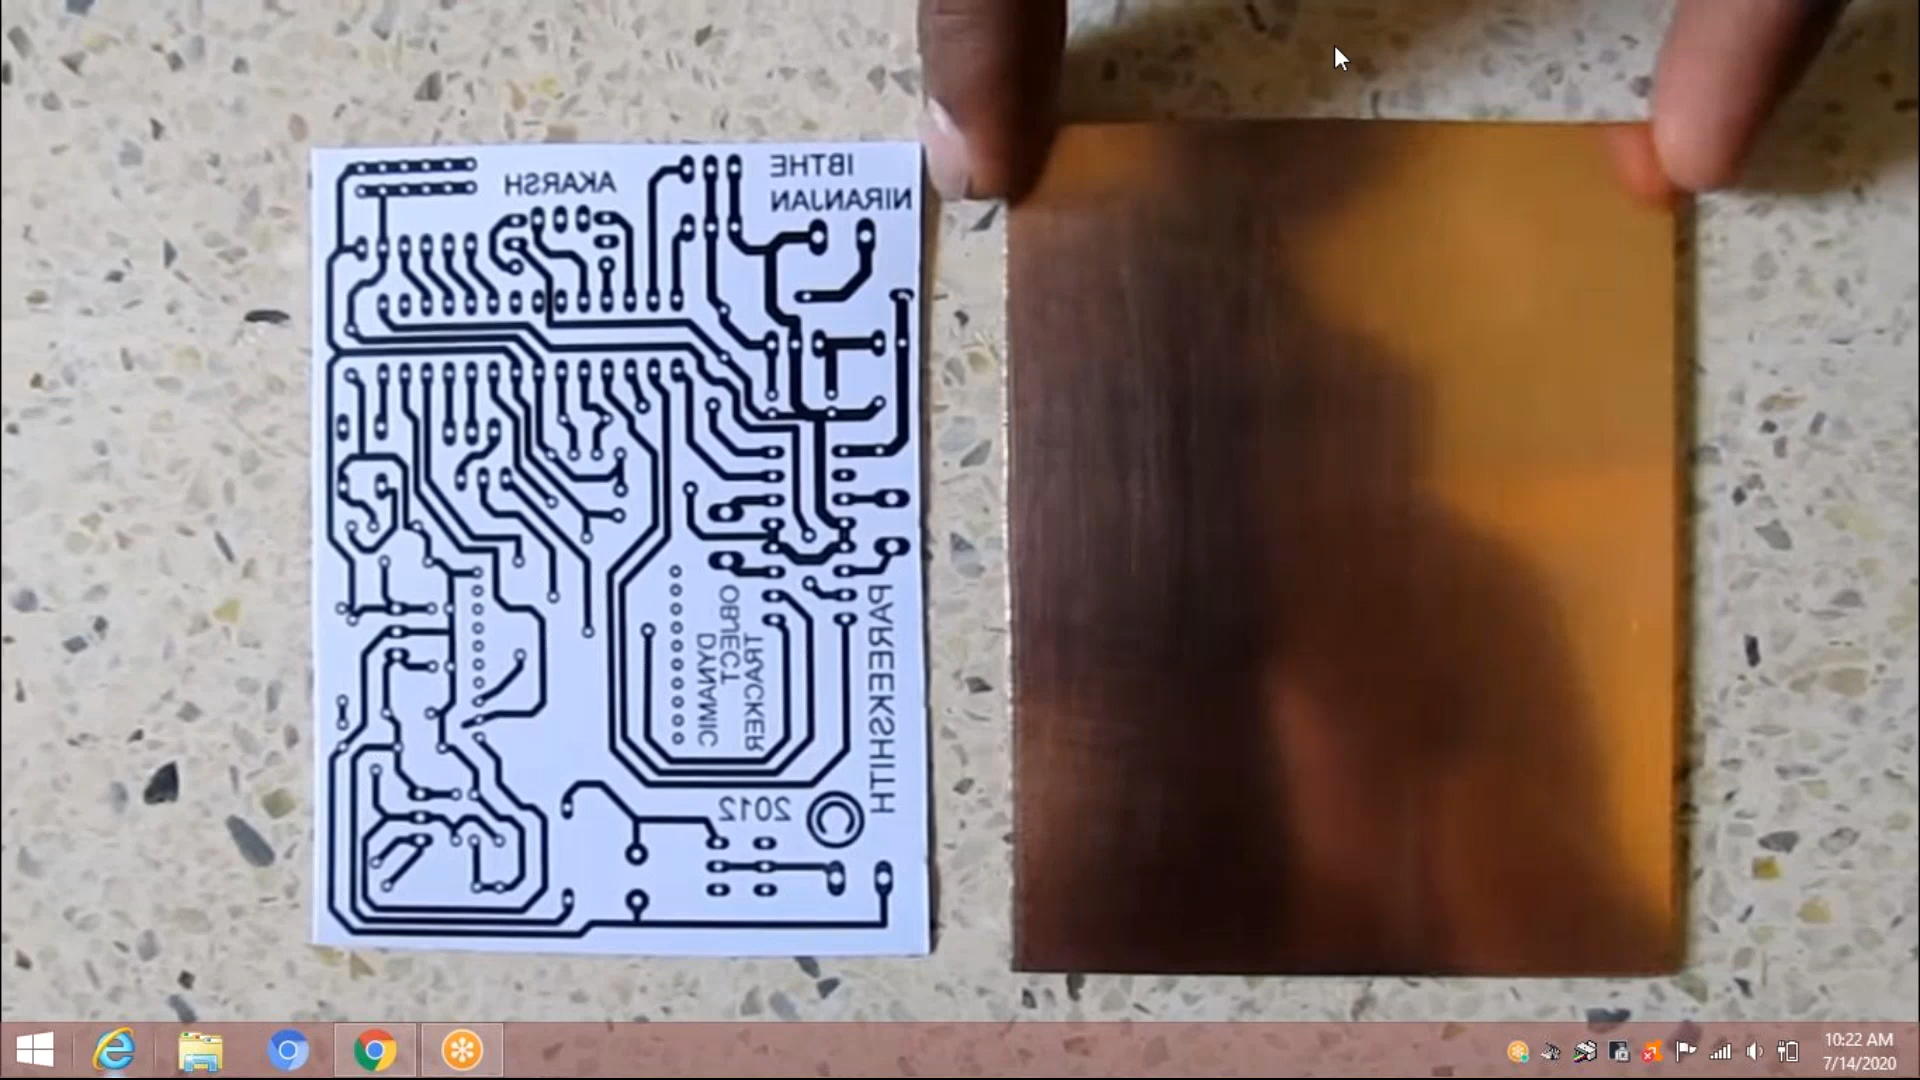 IBTHE
AKARSH
NIRANJAN
PAREEKSHITH
DYNAMIC
OBJECT
TRACKER
2012
10:22 AM
7/14/2020